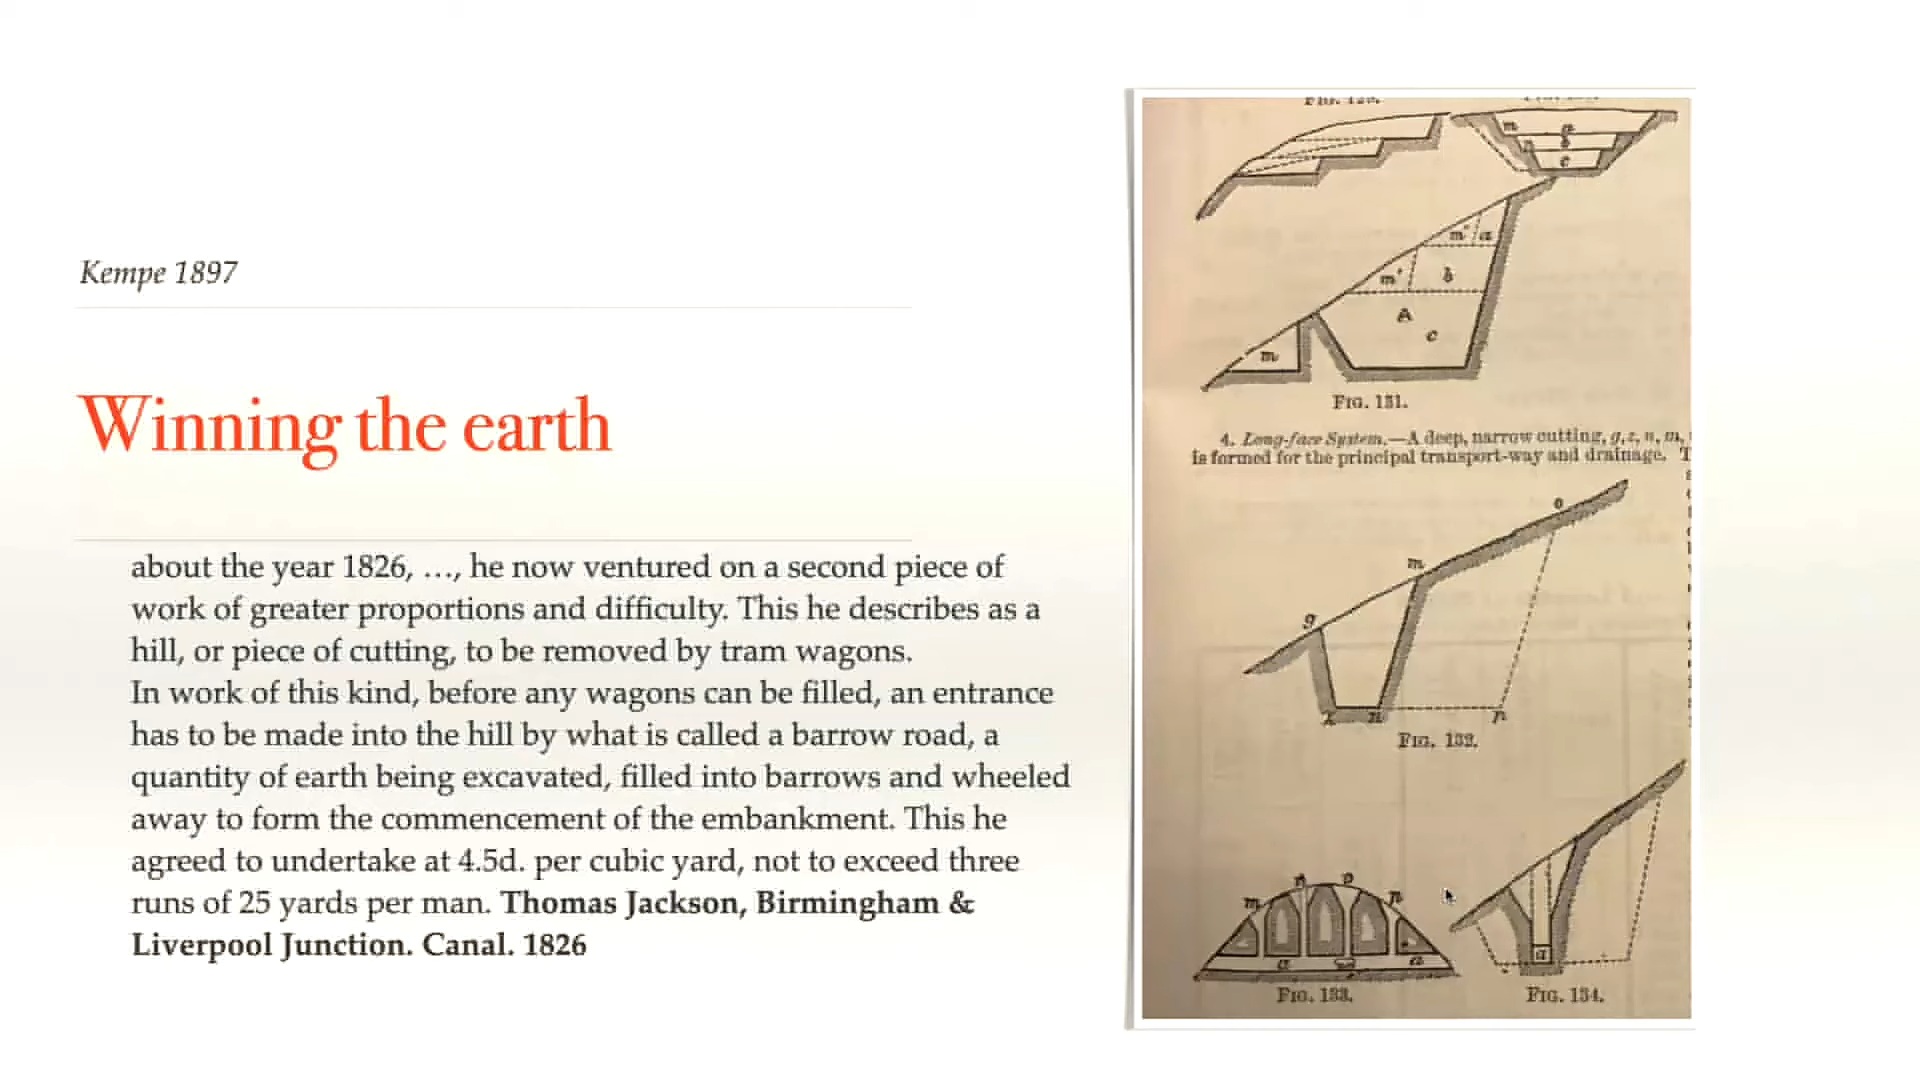 Kempe 1897
Winning the earth
about the year 1826, …, he now ventured on a second piece of
work of greater proportions and difficulty. This he describes as a
hill, or piece of cutting, to be removed by tram wagons.
In work of this kind, before any wagons can be filled, an entrance
has to be made into the hill by what is called a barrow road, a
quantity of earth being excavated, filled into barrows and wheeled
away to form the commencement of the embankment. This he
agreed to undertake at 4.5d. per cubic yard, not to exceed three
runs of 25 yards per man. Thomas Jackson, Birmingham &
Liverpool Junction. Canal. 1826
m
m' a
m' b
A
c
m
FIG. 131.
4. Long-face System.—A deep, narrow cutting, g, z, n, m,
is formed for the principal transport-way and drainage. T
o
m
g
n
FIG. 132.
m
a
FIG. 133.
a
FIG. 134.